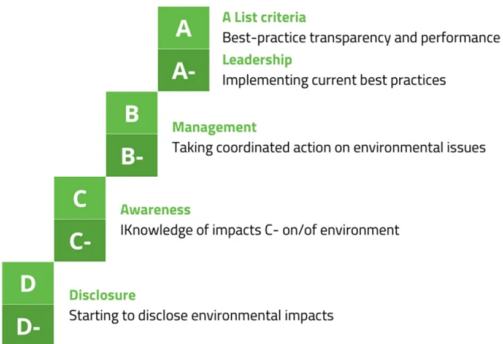 A
A List criteria
Best-practice transparency and performance
A-
Leadership
Implementing current best practices
B
Management
Taking coordinated action on environmental issues
B-
C
Awareness
IKnowledge of impacts C- on/of environment
C-
D
Disclosure
Starting to disclose environmental impacts
D-